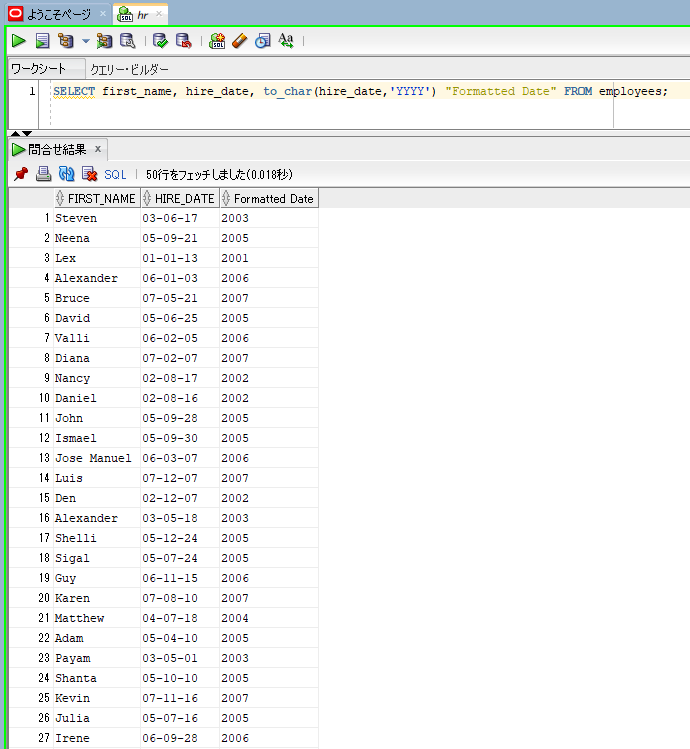 ようこそページ × hr ×
ワークシート クエリー・ビルダー
1 SELECT first_name, hire_date, to_char(hire_date,'YYYY') "Formatted Date" FROM employees;
問合せ結果 x
SQL | 50行をフェッチしました(0.018秒)
FIRST_NAME HIRE_DATE Formatted Date
1 Steven 03-06-17 2003
2 Neena 05-09-21 2005
3 Lex 01-01-13 2001
4 Alexander 06-01-03 2006
5 Bruce 07-05-21 2007
6 David 05-06-25 2005
7 Valli 06-02-05 2006
8 Diana 07-02-07 2007
9 Nancy 02-08-17 2002
10 Daniel 02-08-16 2002
11 John 05-09-28 2005
12 Ismael 05-09-30 2005
13 Jose Manuel 06-03-07 2006
14 Luis 07-12-07 2007
15 Den 02-12-07 2002
16 Alexander 03-05-18 2003
17 Shelli 05-12-24 2005
18 Sigal 05-07-24 2005
19 Guy 06-11-15 2006
20 Karen 07-08-10 2007
21 Matthew 04-07-18 2004
22 Adam 05-04-10 2005
23 Payam 03-05-01 2003
24 Shanta 05-10-10 2005
25 Kevin 07-11-16 2007
26 Julia 05-07-16 2005
27 Irene 06-09-28 2006